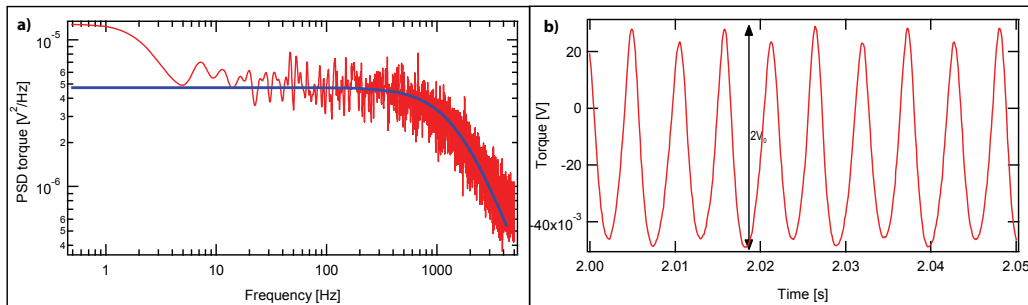 a)
PSD torque [V²/Hz]
10⁻⁵
6
5
4
3
2
10⁻⁶
6
5
4
1
10
100
1000
Frequency [Hz]
b)
Torque [V]
20
0
-20
-40x10⁻³
2V₀
2.00
2.01
2.02
2.03
2.04
2.05
Time [s]